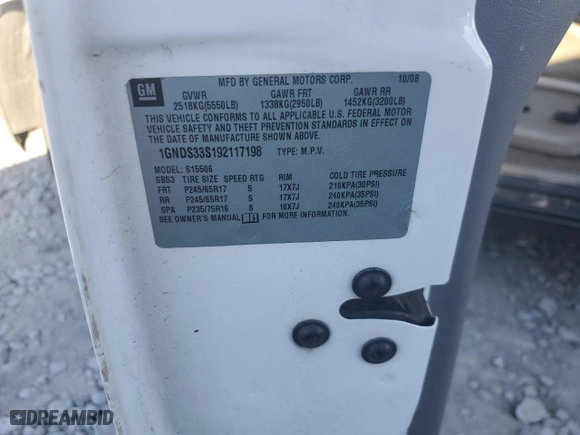 GM
MFD BY GENERAL MOTORS CORP. 10/08
GVWR GAWR FRT GAWR RR
2518KG(5550LB) 1338KG(2950LB) 1452KG(3200LB)
THIS VEHICLE CONFORMS TO ALL APPLICABLE U.S. FEDERAL MOTOR
VEHICLE SAFETY AND THEFT PREVENTION STANDARDS IN EFFECT ON
THE DATE OF MANUFACTURE SHOWN ABOVE.
1GNDS33S192117198 TYPE: M.P.V.
MODEL: S15506
SBS3 TIRE SIZE SPEED RTG RIM COLD TIRE PRESSURE
FRT P245/65R17 S 17X7J 210KPA(30PSI)
RR P245/65R17 S 17X7J 240KPA(35PSI)
SPA P235/75R16 S 16X7J 240KPA(35PSI)
SEE OWNER'S MANUAL FOR MORE INFORMATION.
DREAMBID